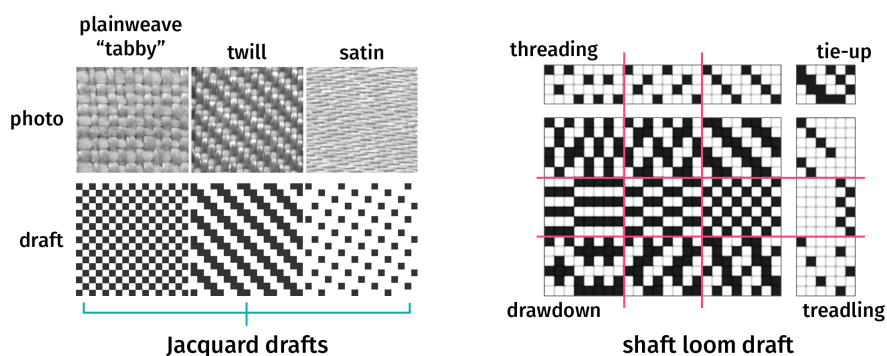 plainweave
“tabby”
twill
satin
photo
draft
Jacquard drafts
threading
tie-up
drawdown
treadling
shaft loom draft